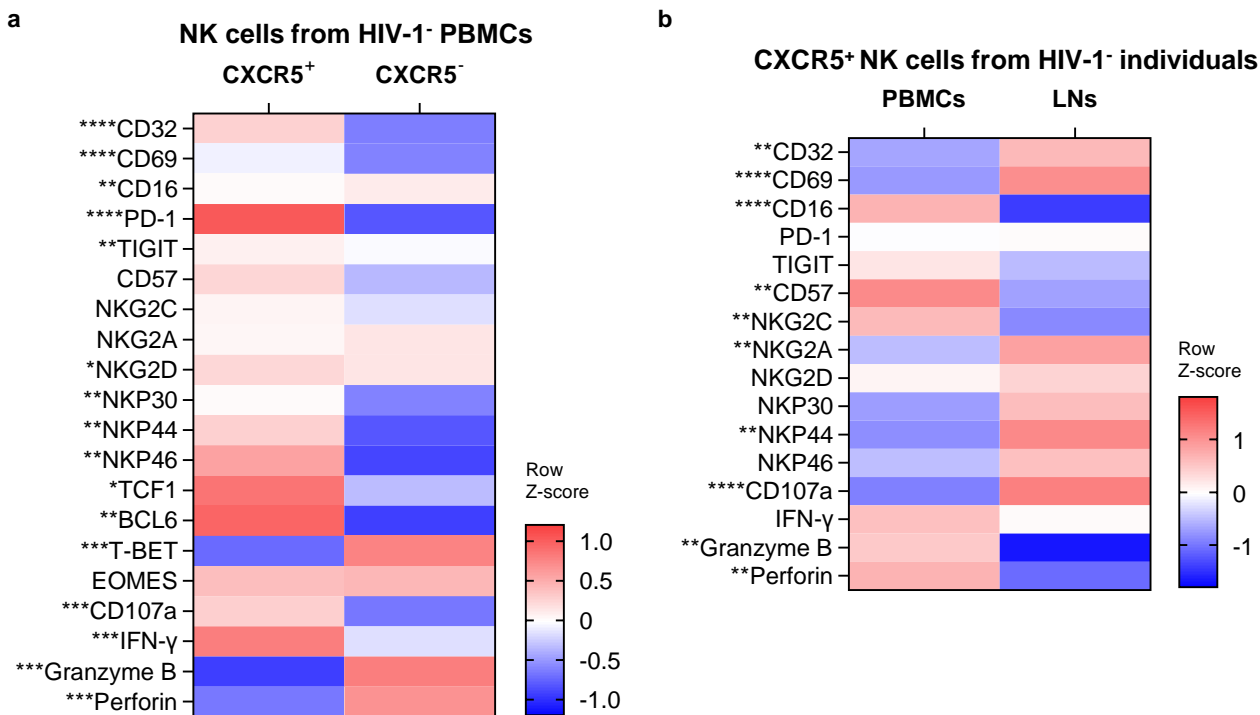 a
NK cells from HIV-1⁻ PBMCs
CXCR5⁺ CXCR5⁻
****CD32
****CD69
**CD16
****PD-1
**TIGIT
CD57
NKG2C
NKG2A
*NKG2D
**NKP30
**NKP44
**NKP46
*TCF1
**BCL6
***T-BET
EOMES
***CD107a
***IFN-γ
***Granzyme B
***Perforin
Row
Z-score
1.0
0.5
0
-0.5
-1.0
b
CXCR5⁺ NK cells from HIV-1⁻ individuals
PBMCs LNs
**CD32
****CD69
****CD16
PD-1
TIGIT
**CD57
**NKG2C
**NKG2A
NKG2D
NKP30
**NKP44
NKP46
****CD107a
IFN-γ
**Granzyme B
**Perforin
Row
Z-score
1
0
-1